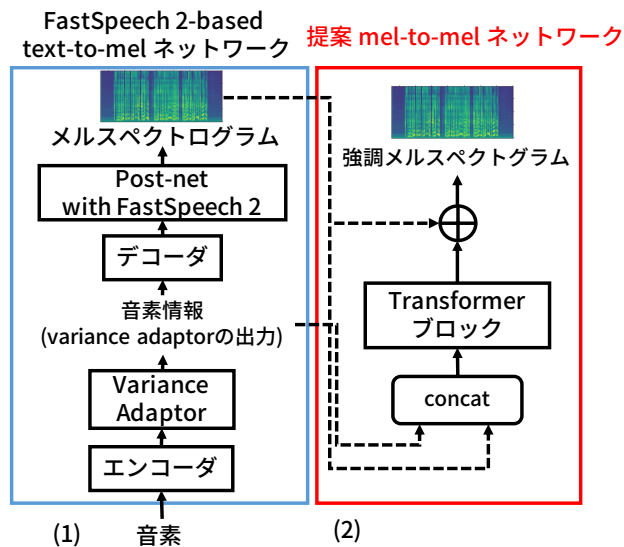 FastSpeech 2-based
text-to-mel ネットワーク
メルスペクトログラム
Post-net
with FastSpeech 2
デコーダ
音素情報
(variance adaptorの出力)
Variance
Adaptor
エンコーダ
(1)
音素
提案 mel-to-mel ネットワーク
強調メルスペクトグラム
Transformer
ブロック
concat
(2)